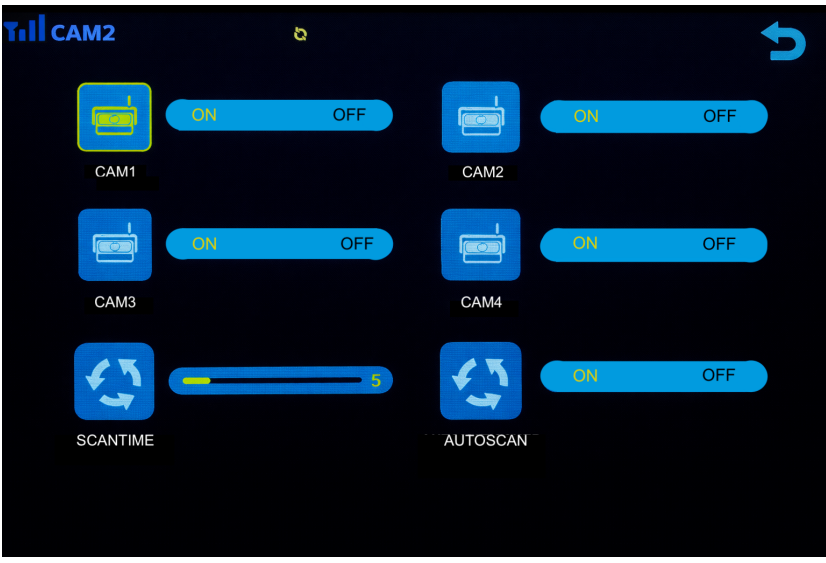 CAM2
ON OFF
ON OFF
CAM1
CAM2
ON OFF
ON OFF
CAM3
CAM4
5
ON OFF
SCANTIME
AUTOSCAN